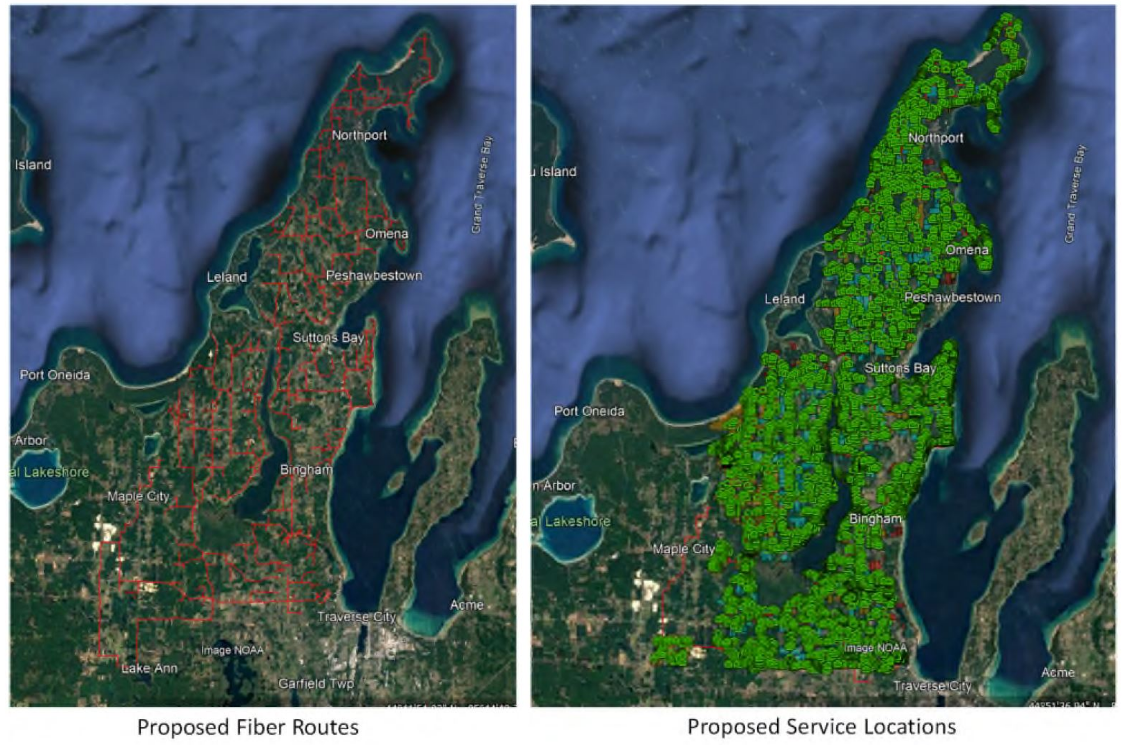 Island
Northport
Grand Traverse Bay
Omena
Leland
Peshawbestown
Suttons Bay
Port Oneida
Arbor
al Lakeshore
Bingham
Maple City
Traverse City
Acme
Image NOAA
Lake Ann
Garfield Twp
Proposed Fiber Routes
Northport
u Island
Grand Traverse Bay
Omena
Peshawbestown
Leland
Suttons Bay
Port Oneida
n Arbor
al Lakeshore
Bingham
Maple City
Image NOAA
Acme
Traverse City
Proposed Service Locations